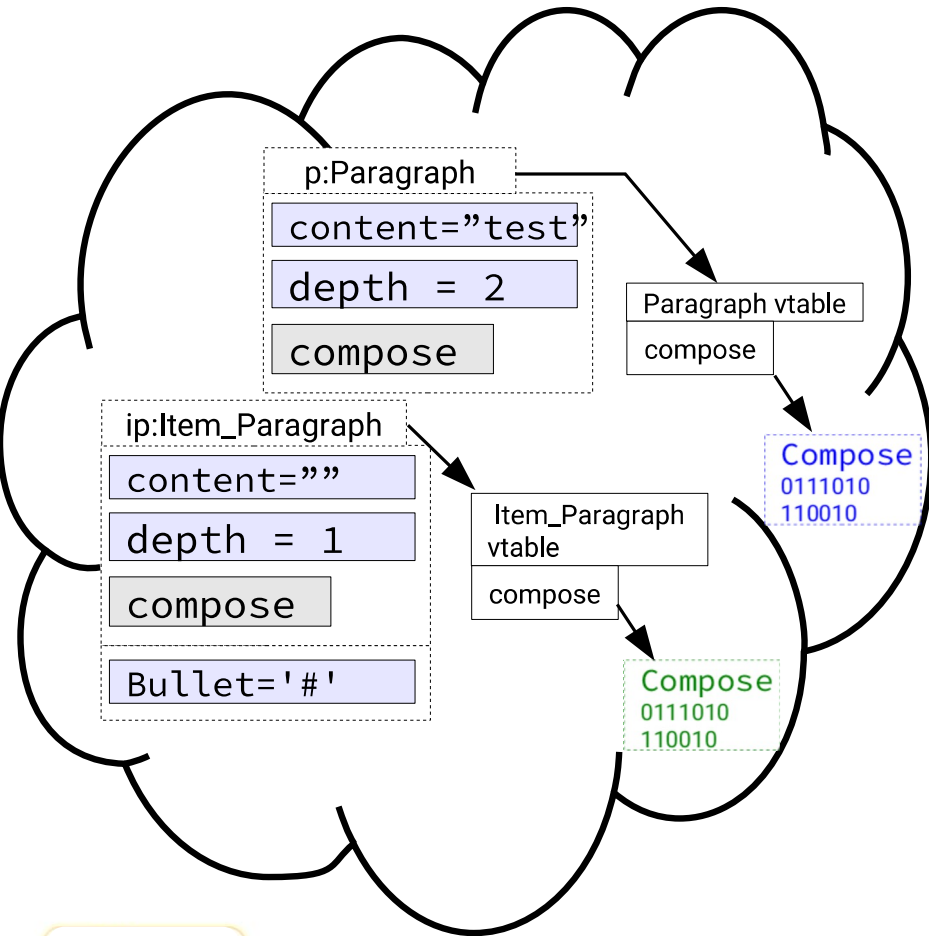 p:Paragraph
content=”test”
depth = 2
compose
Paragraph vtable
compose
Compose
0111010
110010
ip:Item_Paragraph
content=””
depth = 1
compose
Bullet='#'
Item_Paragraph
vtable
compose
Compose
0111010
110010